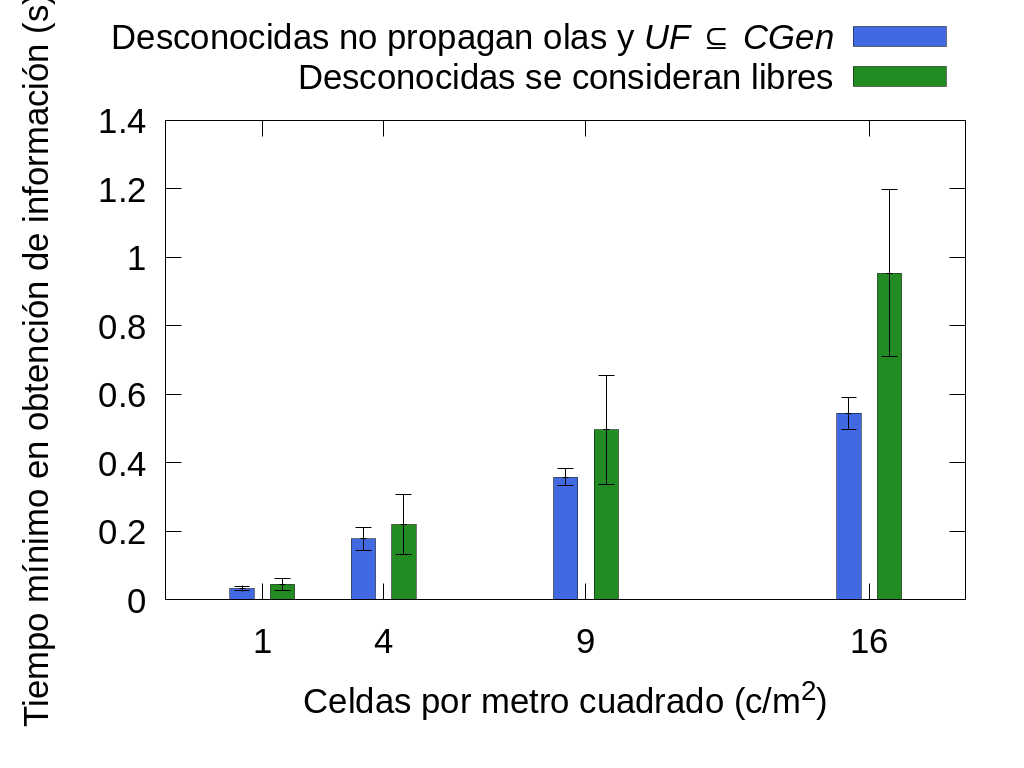 Desconocidas no propagan olas y UF ⊆ CGen
Desconocidas se consideran libres
Tiempo mínimo en obtención de información (s)
1.4
1.2
1
0.8
0.6
0.4
0.2
0
1 4 9 16
Celdas por metro cuadrado (c/m²)